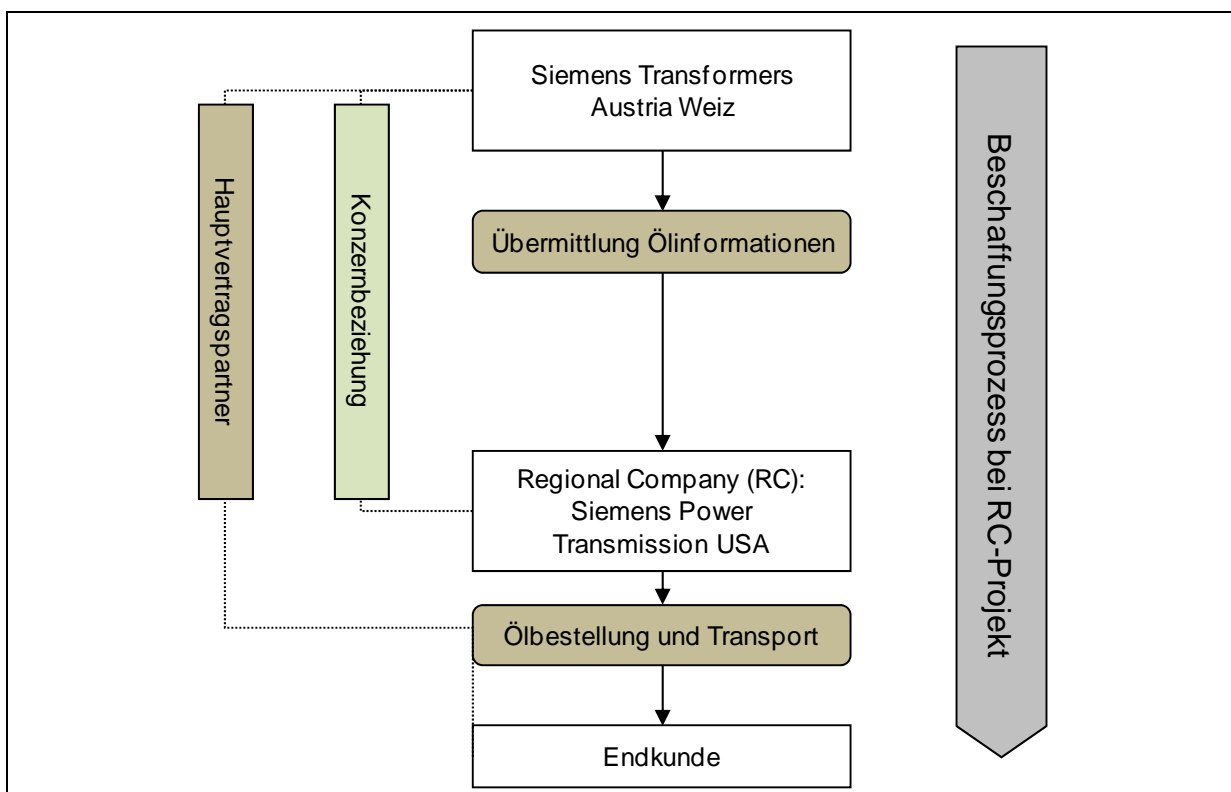 Siemens Transformers
Austria Weiz
Hauptvertragspartner
Konzernbeziehung
Übermittlung Ölinformationen
Regional Company (RC):
Siemens Power
Transmission USA
Ölbestellung und Transport
Endkunde
Beschaffungsprozess bei RC-Projekt